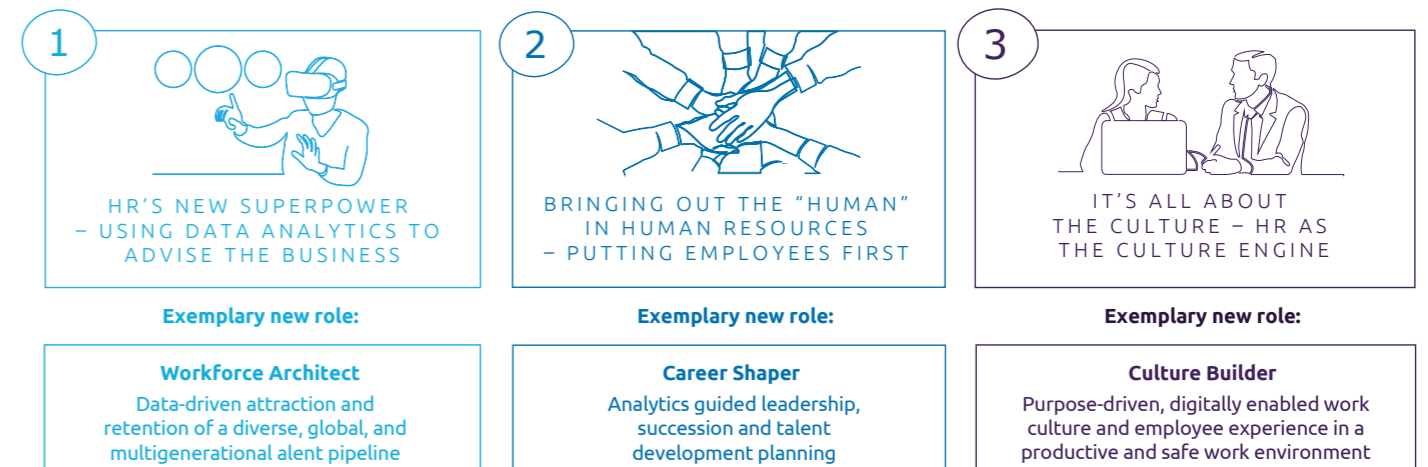 1
HR'S NEW SUPERPOWER
– USING DATA ANALYTICS TO
ADVISE THE BUSINESS
Exemplary new role:
Workforce Architect
Data-driven attraction and
retention of a diverse, global, and
multigenerational alent pipeline
2
BRINGING OUT THE "HUMAN"
IN HUMAN RESOURCES
– PUTTING EMPLOYEES FIRST
Exemplary new role:
Career Shaper
Analytics guided leadership,
succession and talent
development planning
3
IT'S ALL ABOUT
THE CULTURE – HR AS
THE CULTURE ENGINE
Exemplary new role:
Culture Builder
Purpose-driven, digitally enabled work
culture and employee experience in a
productive and safe work environment